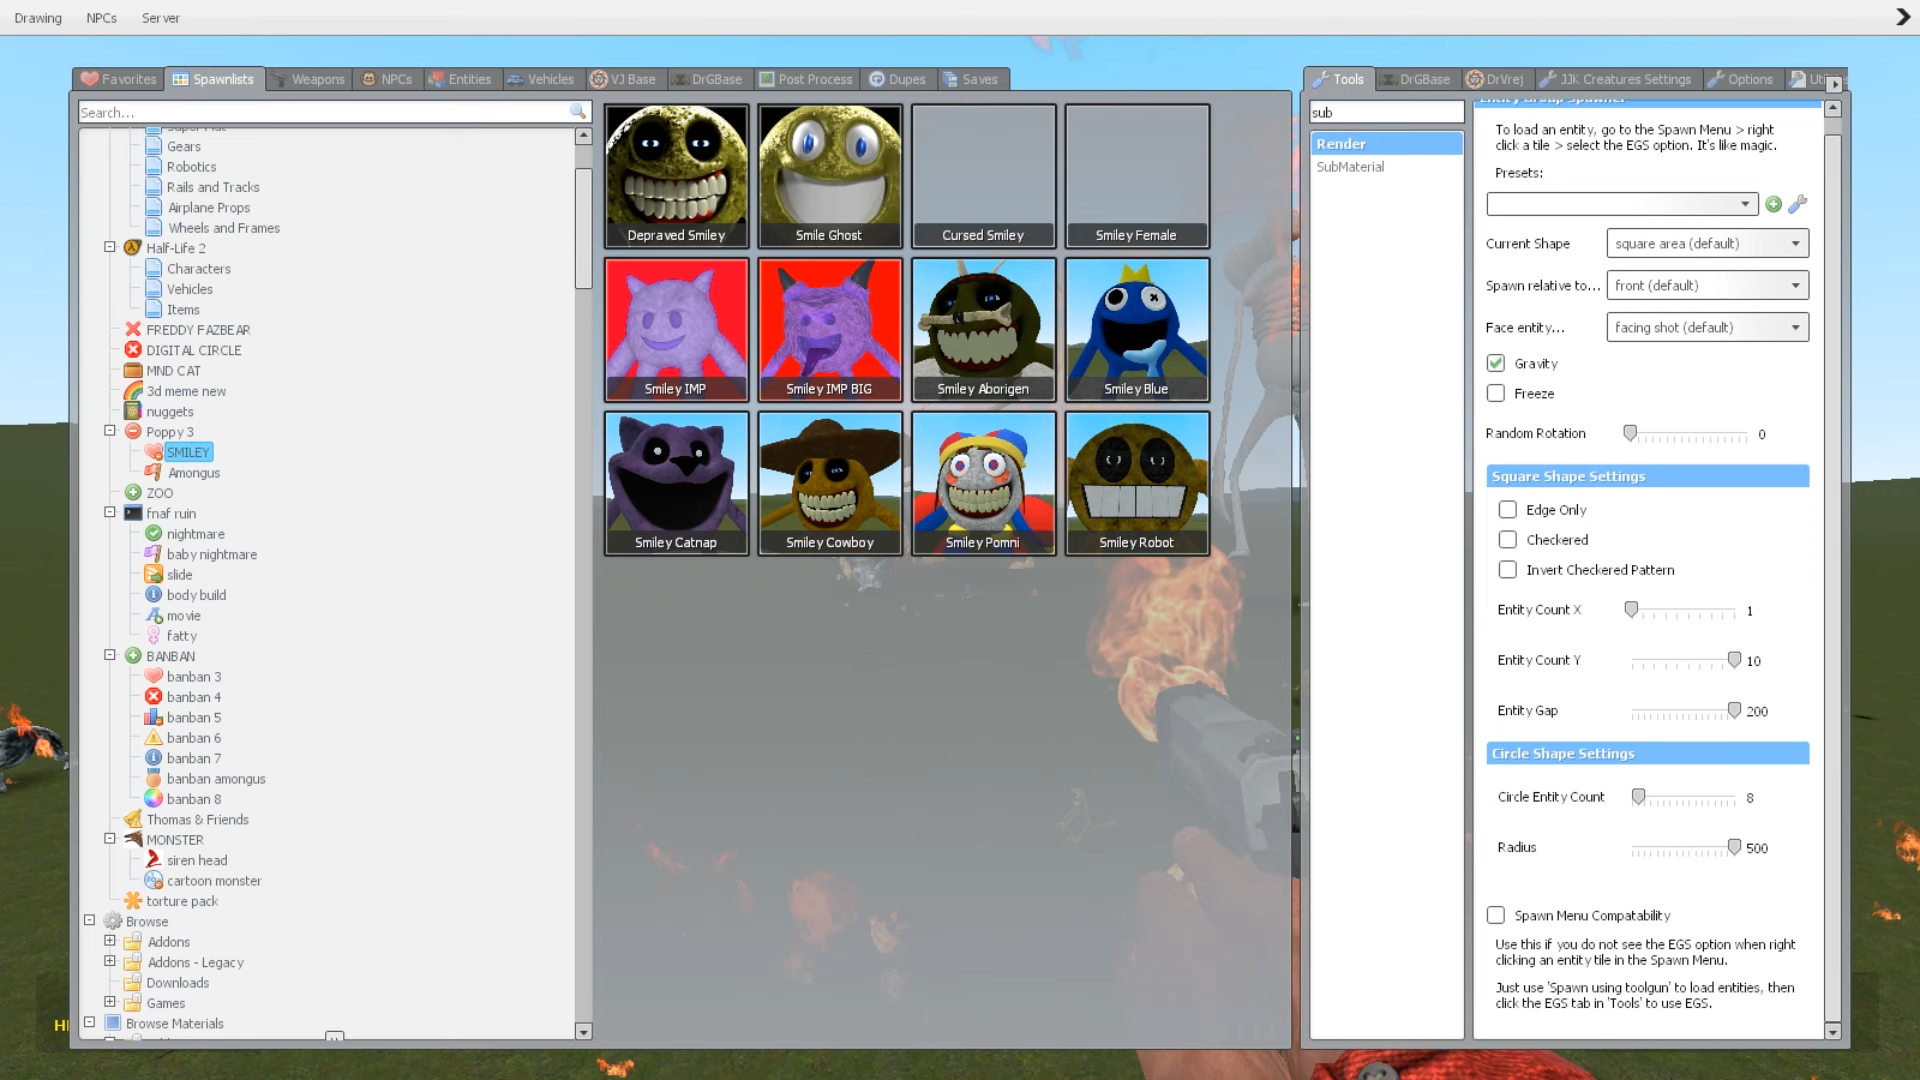 Drawing NPCs Server
Favorites Spawnlists Weapons NPCs Entities Vehicles VJ Base DrGBase Post Process Dupes Saves
Search...
Gears
Robotics
Rails and Tracks
Airplane Props
Wheels and Frames
Half-Life 2
Characters
Vehicles
Items
FREDDY FAZBEAR
DIGITAL CIRCLE
MND CAT
3d meme new
nuggets
Poppy 3
SMILEY
Amongus
ZOO
fnaf ruin
nightmare
baby nightmare
slide
body build
movie
fatty
BANBAN
banban 3
banban 4
banban 5
banban 6
banban 7
banban amongus
banban 8
Thomas & Friends
MONSTER
siren head
cartoon monster
torture pack
Browse
Addons
Addons - Legacy
Downloads
Games
Browse Materials
Depraved Smiley
Smile Ghost
Cursed Smiley
Smiley Female
Smiley IMP
Smiley IMP BIG
Smiley Aborigen
Smiley Blue
Smiley Catnap
Smiley Cowboy
Smiley Pomni
Smiley Robot
Tools DrGBase DrVrej JJK Creatures Settings Options
sub
Render
SubMaterial
Entity Group Spawner
To load an entity, go to the Spawn Menu > right
click a tile > select the EGS option. It's like magic.
Presets:
Current Shape square area (default)
Spawn relative to... front (default)
Face entity... facing shot (default)
Gravity
Freeze
Random Rotation 0
Square Shape Settings
Edge Only
Checkered
Invert Checkered Pattern
Entity Count X 1
Entity Count Y 10
Entity Gap 200
Circle Shape Settings
Circle Entity Count 8
Radius 500
Spawn Menu Compatability
Use this if you do not see the EGS option when right
clicking an entity tile in the Spawn Menu.
Just use 'Spawn using toolgun' to load entities, then
click the EGS tab in 'Tools' to use EGS.